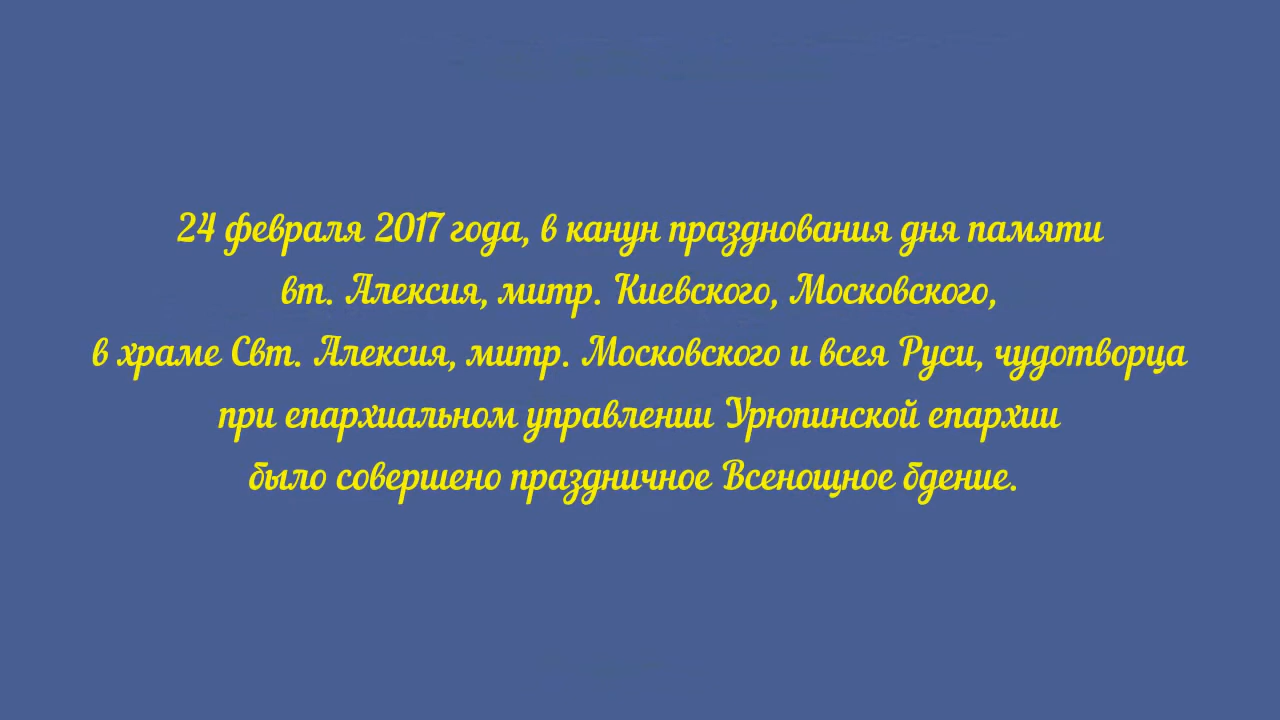 24 февраля 2017 года, в канун празднования дня памяти
вт. Алексия, митр. Киевского, Московского,
в храме Свт. Алексия, митр. Московского и всея Руси, чудотворца
при епархиальном управлении Урюпинской епархии
было совершено праздничное Всенощное бдение.